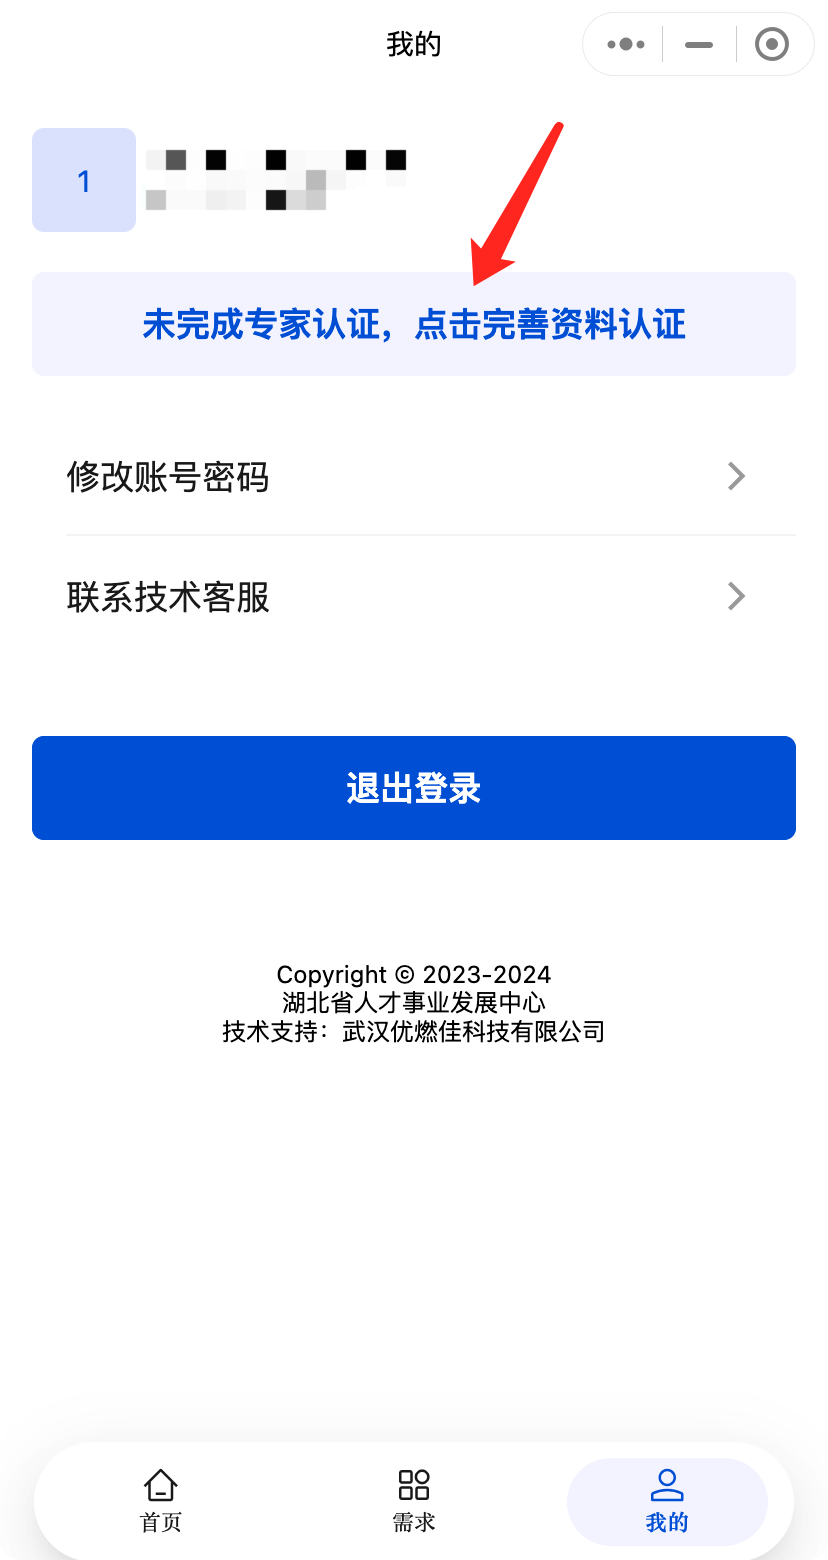 我的
1
未完成专家认证，点击完善资料认证
修改账号密码
联系技术客服
退出登录
Copyright © 2023-2024
湖北省人才事业发展中心
技术支持：武汉优燃佳科技有限公司
首页
需求
我的